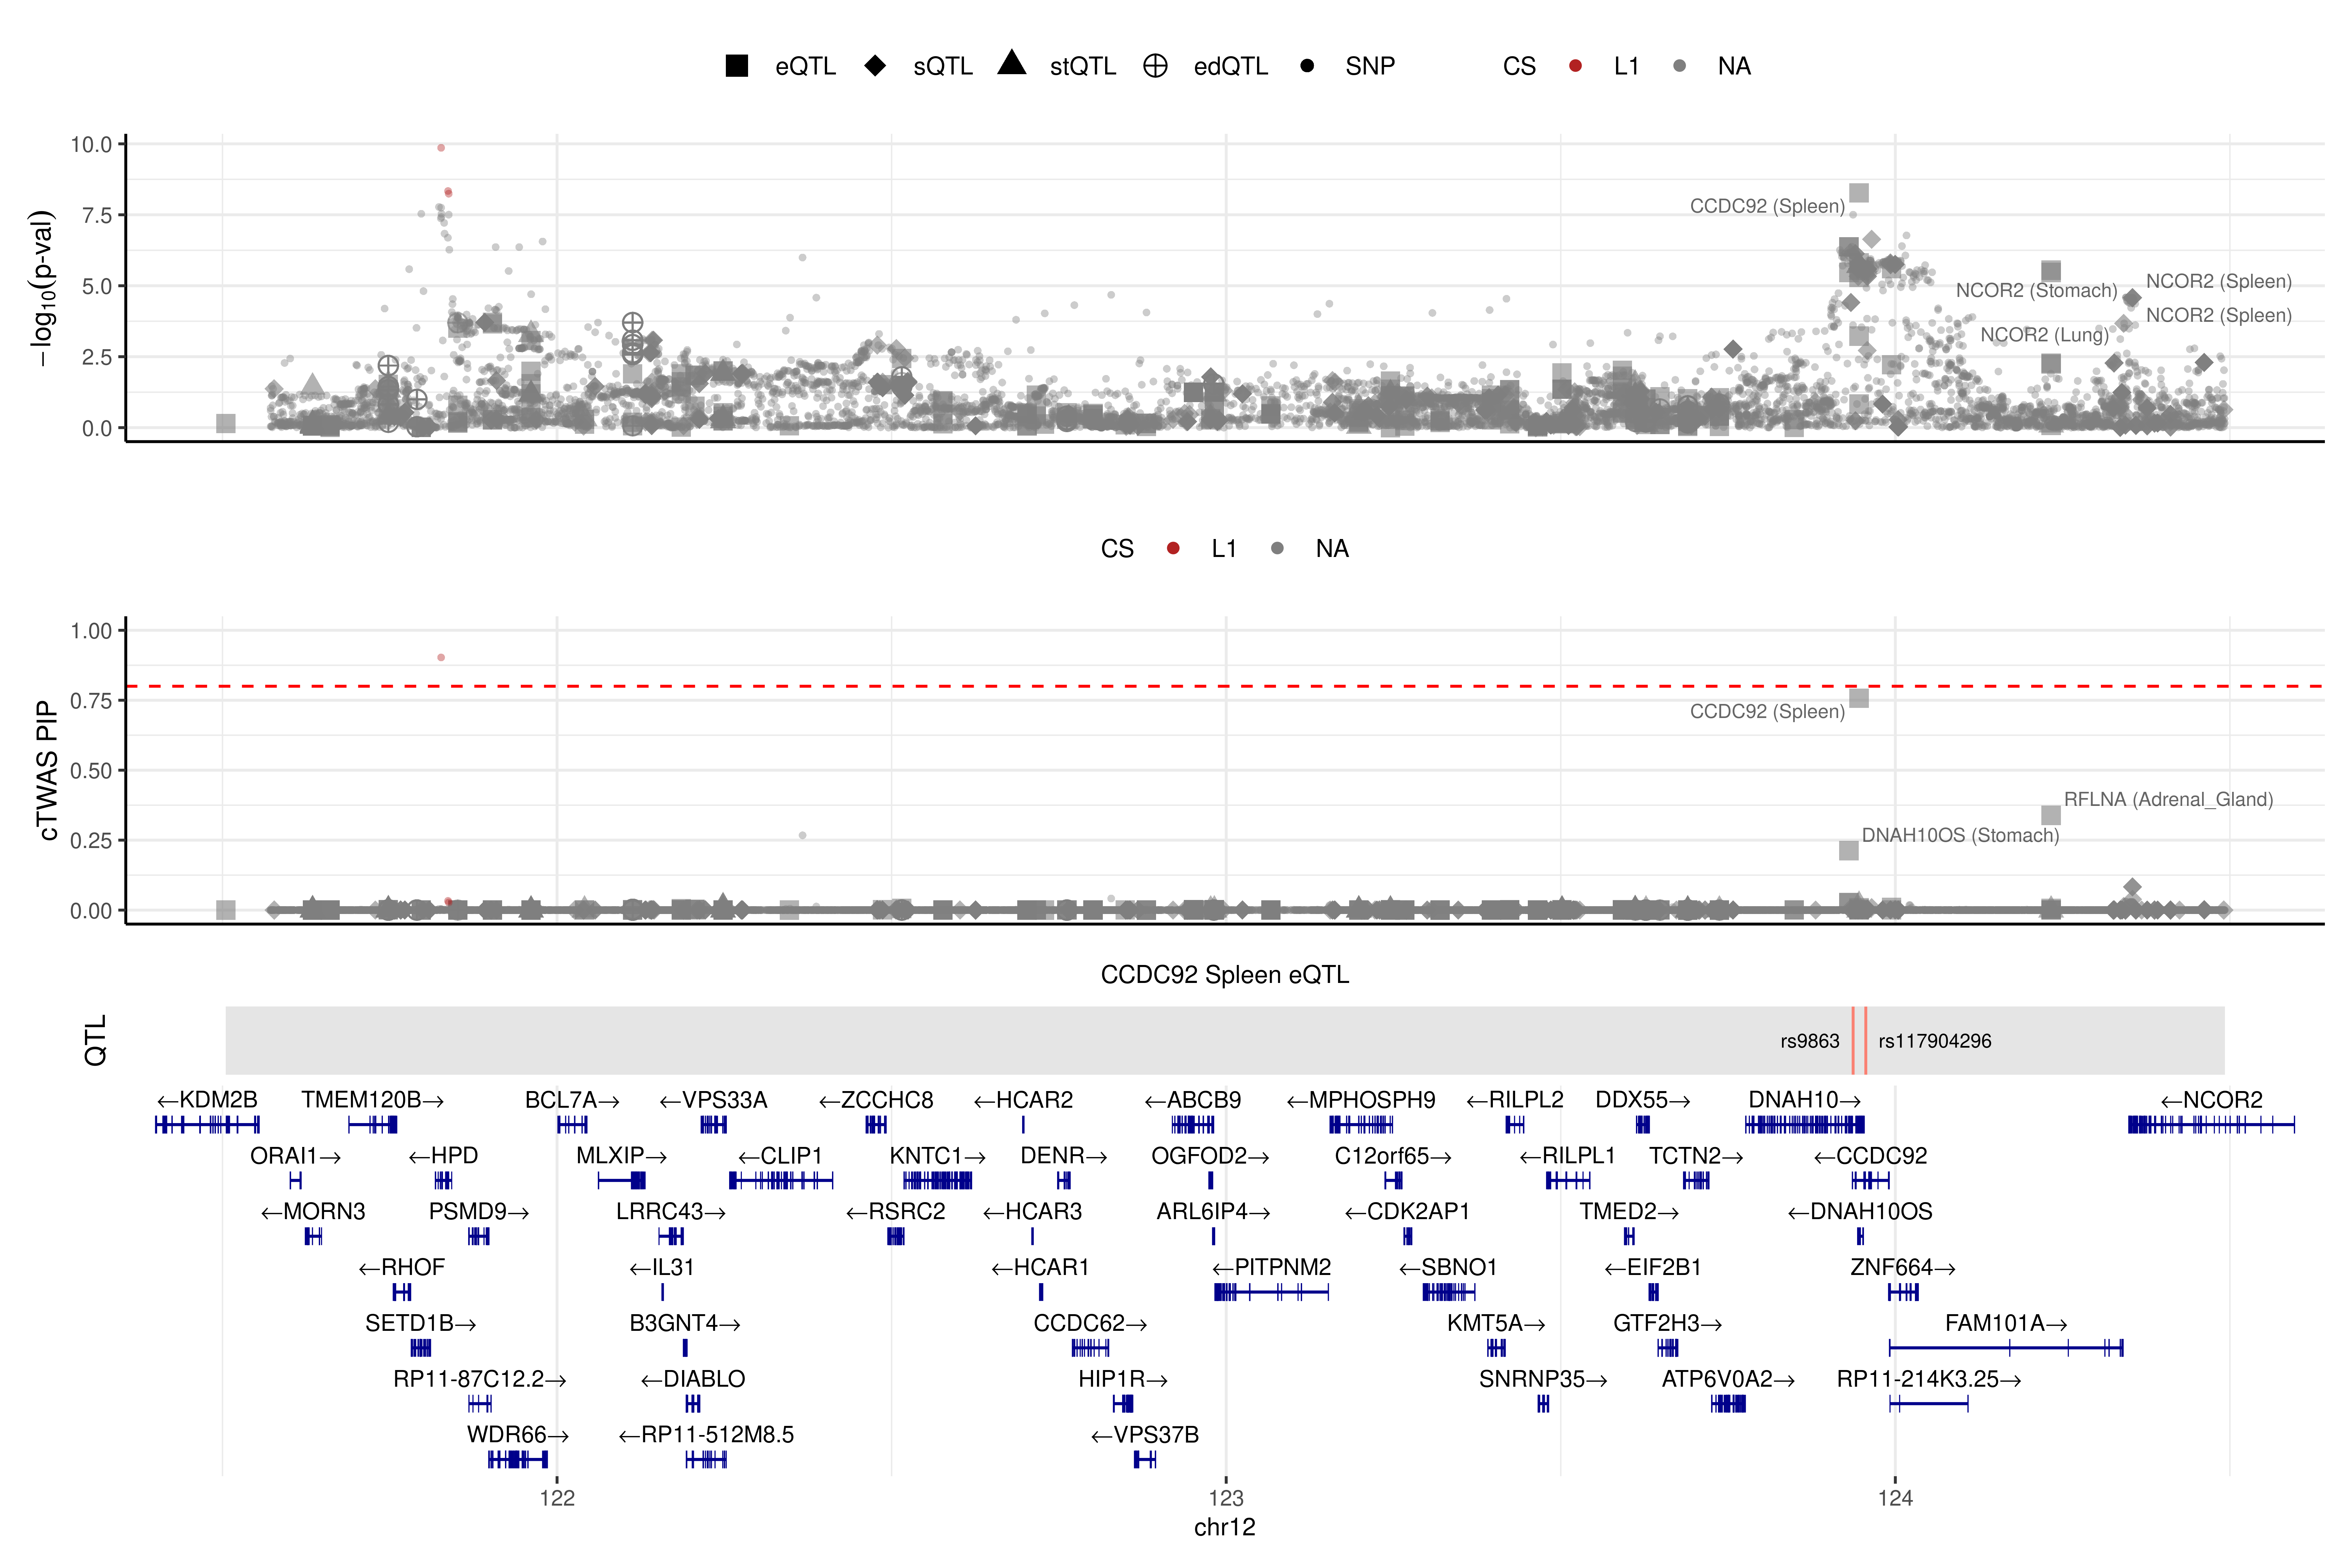 eQTL sQTL stQTL edQTL SNP CS L1 NA
−log10(p-val)
10.0
7.5
5.0
2.5
0.0
CCDC92 (Spleen)
NCOR2 (Spleen)
NCOR2 (Stomach)
NCOR2 (Spleen)
NCOR2 (Lung)
CS L1 NA
cTWAS PIP
1.00
0.75
0.50
0.25
0.00
CCDC92 (Spleen)
RFLNA (Adrenal_Gland)
DNAH10OS (Stomach)
CCDC92 Spleen eQTL
QTL
rs9863 rs117904296
←KDM2B TMEM120B→ BCL7A→ ←VPS33A ←ZCCHC8 ←HCAR2 ←ABCB9 ←MPHOSPH9 ←RILPL2 DDX55→ DNAH10→ ←NCOR2
ORAI1→ ←HPD MLXIP→ ←CLIP1 KNTC1→ DENR→ OGFOD2→ C12orf65→ ←RILPL1 TCTN2→ ←CCDC92
←MORN3 PSMD9→ LRRC43→ ←RSRC2 ←HCAR3 ARL6IP4→ ←CDK2AP1 TMED2→ ←DNAH10OS
←RHOF ←IL31 ←HCAR1 ←PITPNM2 ←SBNO1 ←EIF2B1 ZNF664→
SETD1B→ B3GNT4→ CCDC62→ KMT5A→ GTF2H3→ FAM101A→
RP11-87C12.2→ ←DIABLO HIP1R→ SNRNP35→ ATP6V0A2→ RP11-214K3.25→
WDR66→ ←RP11-512M8.5 ←VPS37B
122 123 124
chr12